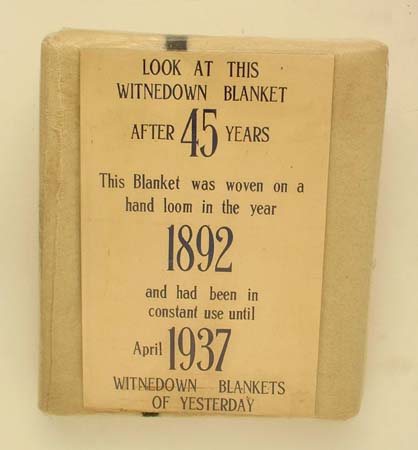 LOOK AT THIS
WITNEDOWN BLANKET
AFTER 45 YEARS
This Blanket was woven on a
hand loom in the year
1892
and had been in
constant use until
April 1937
WITNEDOWN BLANKETS
OF YESTERDAY